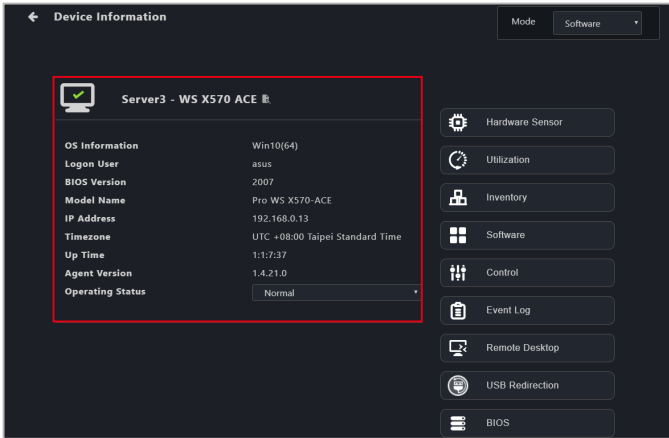 Device Information
Mode Software
Server3 - WS X570 ACE
OS Information Win10(64)
Logon User asus
BIOS Version 2007
Model Name Pro WS X570-ACE
IP Address 192.168.0.13
Timezone UTC +08:00 Taipei Standard Time
Up Time 1:1:7:37
Agent Version 1.4.21.0
Operating Status Normal
Hardware Sensor
Utilization
Inventory
Software
Control
Event Log
Remote Desktop
USB Redirection
BIOS